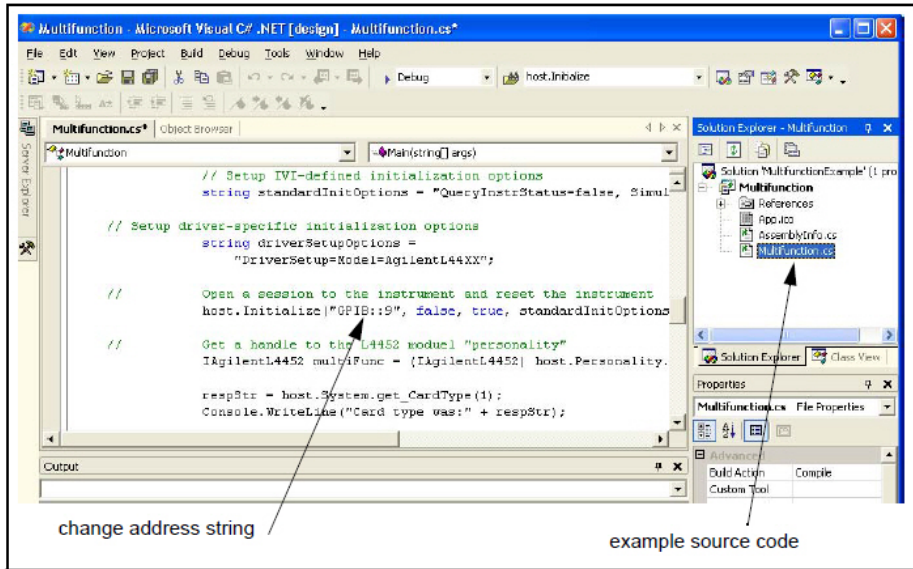 Multifunction - Microsoft Visual C# .NET [design] - Multifunction.cs*
File Edit View Project Build Debug Tools Window Help
Debug host.Initialize
Multifunction.cs* Object Browser
Server Explorer
Multifunction Main(string[] args)
// Setup IVI-defined initialization options
string standardInitOptions = "QueryInstrStatus=false, Simul
// Setup driver-specific initialization options
string driverSetupOptions =
"DriverSetup=Model=AgilentL44XX";
// Open a session to the instrument and reset the instrument
host.Initialize("GPIB::9", false, true, standardInitOptions
// Get a handle to the L4452 moduel "personality"
IAgilentL4452 multiFunc = (IAgilentL4452) host.Personality.
respStr = host.System.get_CardType(1);
Console.WriteLine("Card type was:" + respStr);
Output
Solution Explorer - Multifunction
Solution 'MultifunctionExample' (1 pro
Multifunction
References
App.ico
AssemblyInfo.cs
Multifunction.cs
Solution Explorer Class View
Properties
Multifunction.cs File Properties
Advanced
Build Action Compile
Custom Tool
change address string
example source code